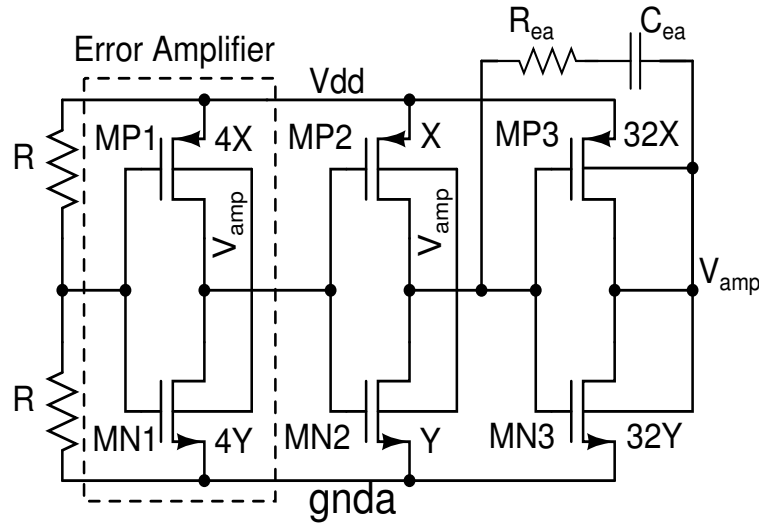 R_ea C_ea
Error Amplifier
Vdd
MP1 4X MP2 X MP3 32X
R
V_amp V_amp
V_amp
R
MN1 4Y MN2 Y MN3 32Y
gnda